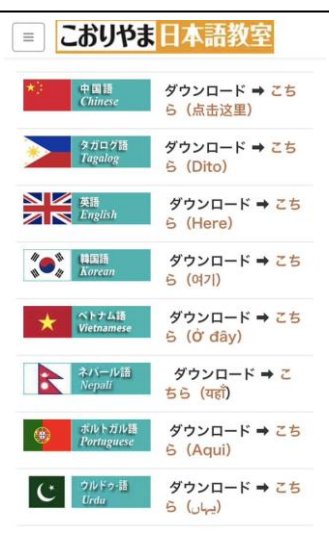 こおりやま日本語教室
中国語
Chinese
ダウンロード ➡ こち
ら（点击这里）
タガログ語
Tagalog
ダウンロード ➡ こち
ら（Dito）
英語
English
ダウンロード ➡ こち
ら（Here）
韓国語
Korean
ダウンロード ➡ こち
ら（여기）
ベトナム語
Vietnamese
ダウンロード ➡ こち
ら（Ở đây）
ネパール語
Nepali
ダウンロード ➡ こ
ちら（यहाँ）
ポルトガル語
Portuguese
ダウンロード ➡ こち
ら（Aqui）
ウルドゥ-語
Urdu
ダウンロード ➡ こち
ら（یہاں）